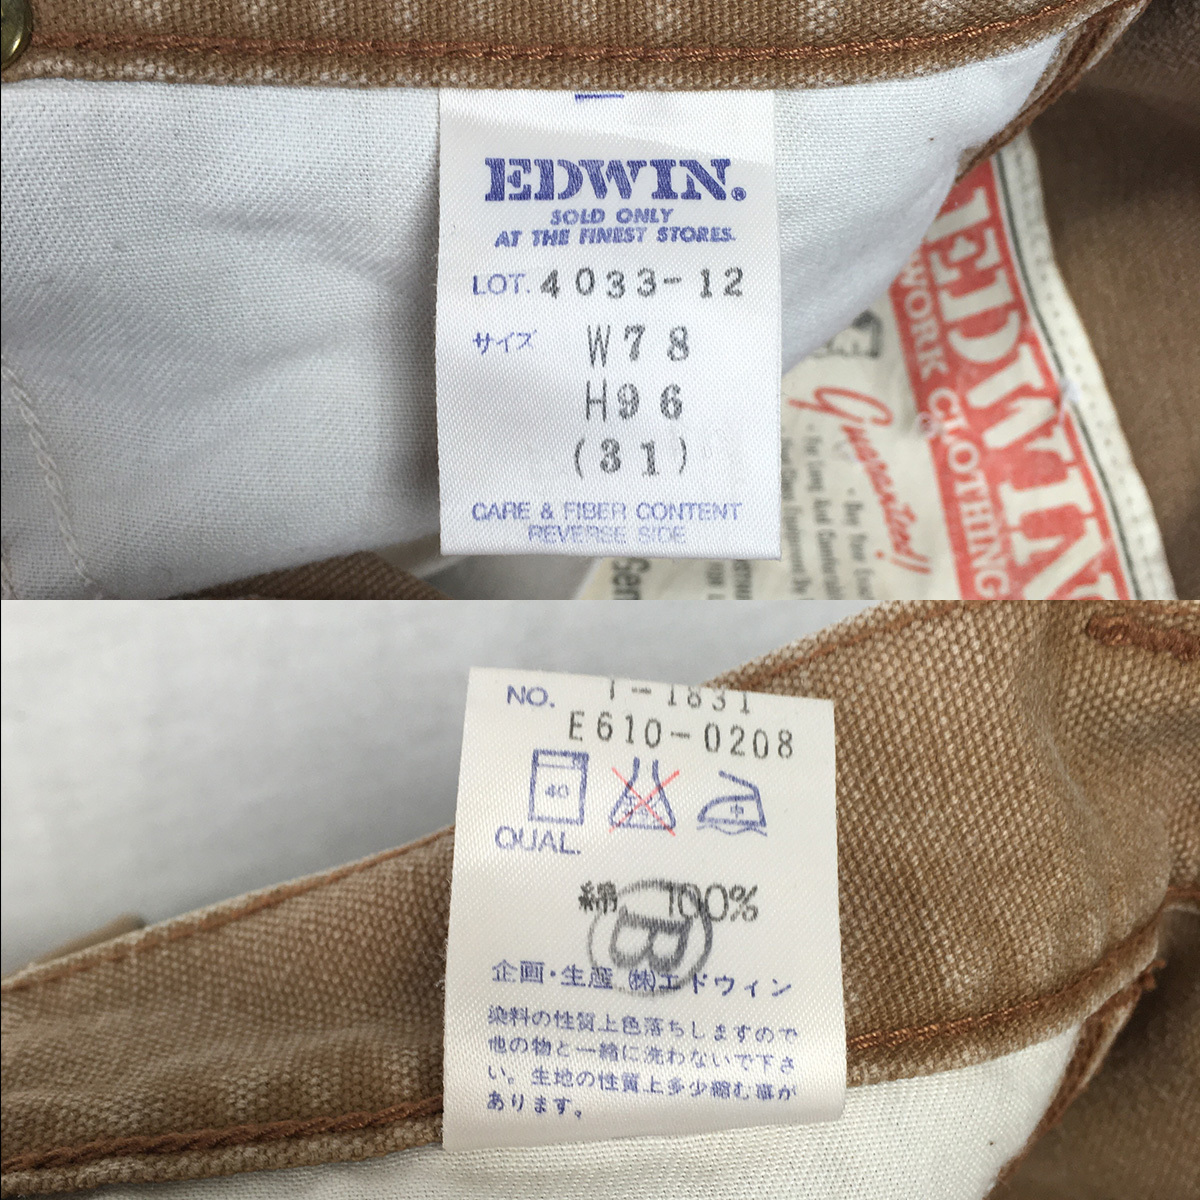 EDWIN®
SOLD ONLY
AT THE FINEST STORES.
LOT. 4033-12
サイズ W78
H96
(31)
CARE & FIBER CONTENT
REVERSE SIDE
EDWIN
WORK CLOTHING
Guaranteed!
NO. T-1831
E610-0208
40 中
QUAL.
綿 100%
B
企画・生産 ㈱エドウィン
染料の性質上色落ちしますので
他の物と一緒に洗わないで下さ
い。生地の性質上多少縮む事が
あります。